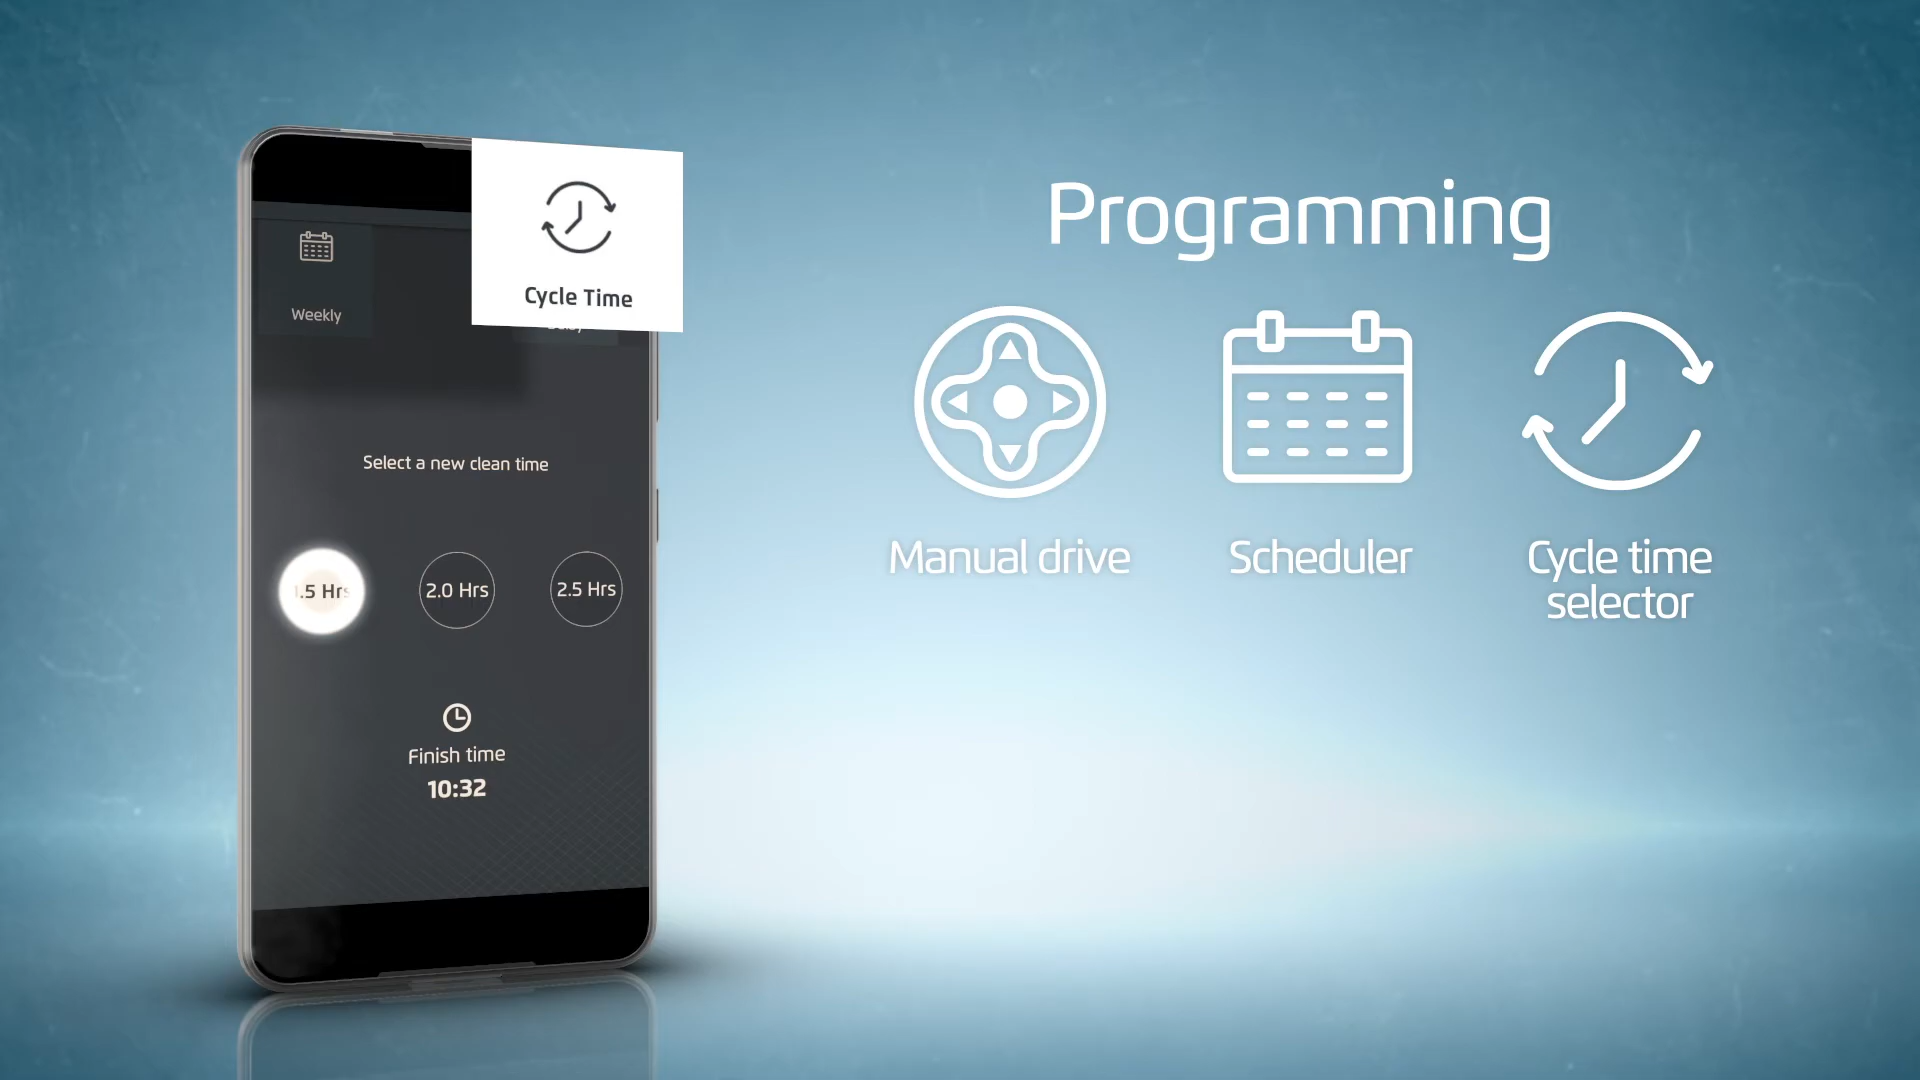 Cycle Time
Weekly
Select a new clean time
.5 Hrs
2.0 Hrs
2.5 Hrs
Finish time
10:32
Programming
Manual drive
Scheduler
Cycle time
selector